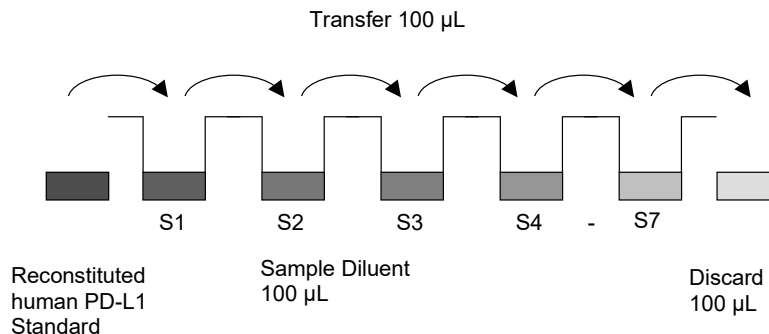 Transfer 100 µL
S1 S2 S3 S4 - S7
Reconstituted
human PD-L1
Standard
Sample Diluent
100 µL
Discard
100 µL